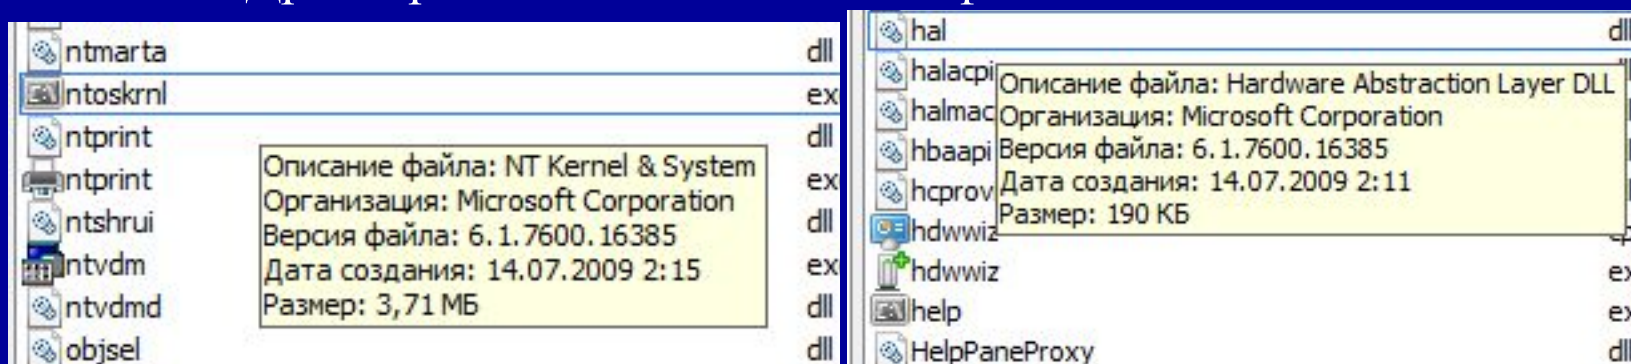 ntmarta dll
ntoskrnl ex
ntprint dll
ntprint ex
ntshrui dll
ntvdm ex
ntvdmd dll
objsel dll
Описание файла: NT Kernel & System
Организация: Microsoft Corporation
Версия файла: 6.1.7600.16385
Дата создания: 14.07.2009 2:15
Размер: 3,71 МБ
hal dll
halacpi
halmac
hbaapi
hcprov
hdwwiz
hdwwiz ex
help ex
HelpPaneProxy dll
Описание файла: Hardware Abstraction Layer DLL
Организация: Microsoft Corporation
Версия файла: 6.1.7600.16385
Дата создания: 14.07.2009 2:11
Размер: 190 КБ